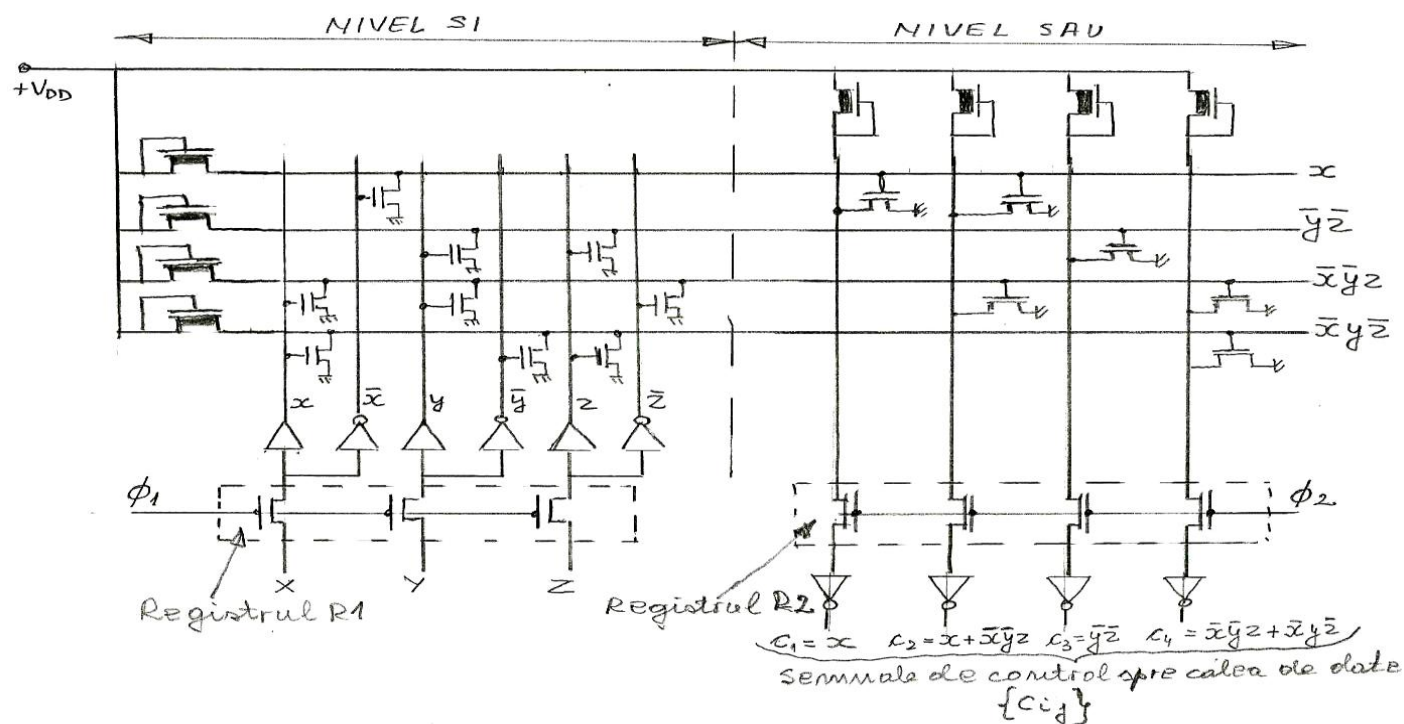 NIVEL SI
NIVEL SAU
+VDD
x
ȳz̄
x̄ȳz
x̄yz̄
x
x̄
y
ȳ
z
z̄
ϕ1
ϕ2
X
Y
Z
Registrul R1
Registrul R2
c₁=x
c₂=x+x̄ȳz
c₃=ȳz̄
c₄=x̄ȳz+x̄yz̄
semnale de control spre calea de date
{cij}